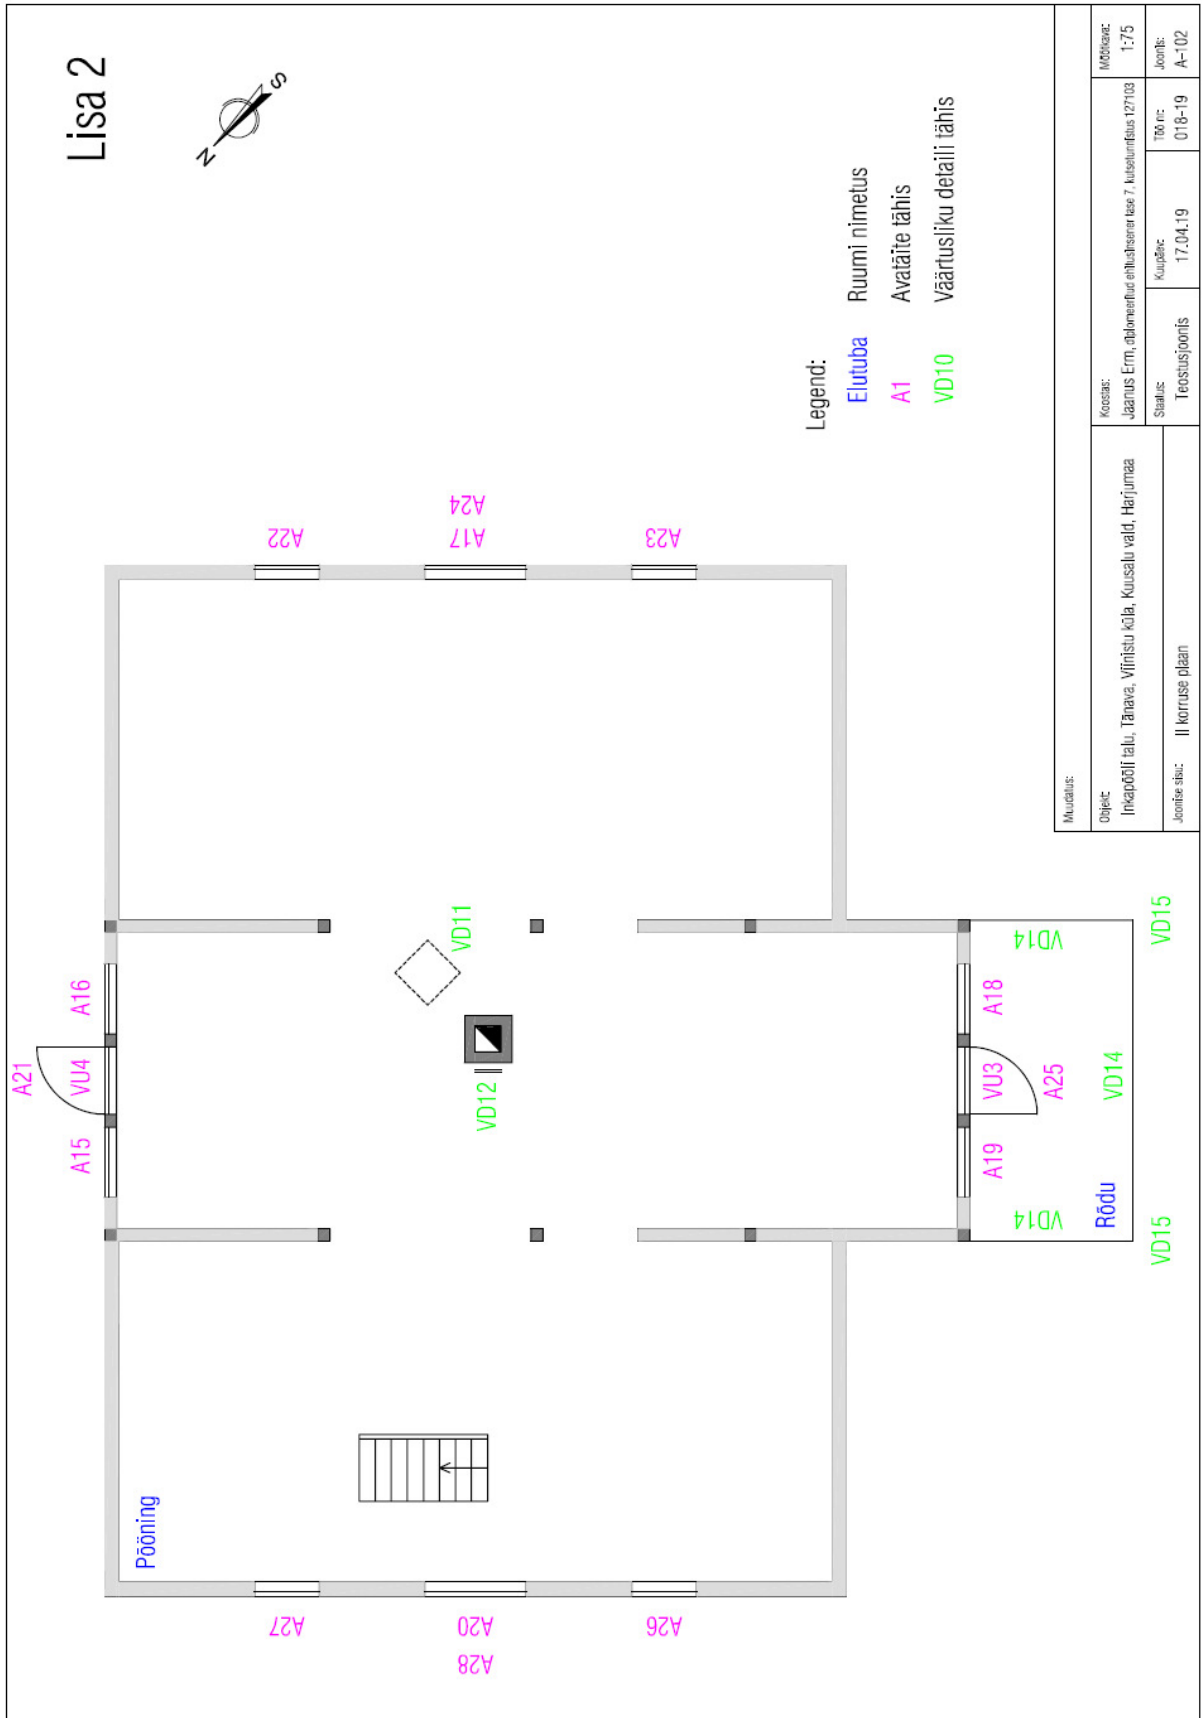 Lisa 2
N
S
A22
A17
A24
A23
A21
A16
VU4
A15
VD11
VD12
A18
VU3
A19
A25
VD14
VD14
VD14
Rõdu
VD15
VD15
Pööning
A27
A20
A28
A26
Legend:
Elutuba Ruumi nimetus
A1 Avatäite tähis
VD10 Väärtusliku detaili tähis
Muudatus:
Objekt:
Inkapõõli talu, Tänava, Viinistu küla, Kuusalu vald, Harjumaa
Joonise sisu: II korruse plaan
Koostas:
Jaanus Erm, diplomeeritud ehitusinsener tase 7, kutsetunnistus 127103
Mõõtkava:
1:75
Staatus:
Teostusjoonis
Kuupäev:
17.04.19
Töö nr:
018-19
Joonis:
A-102